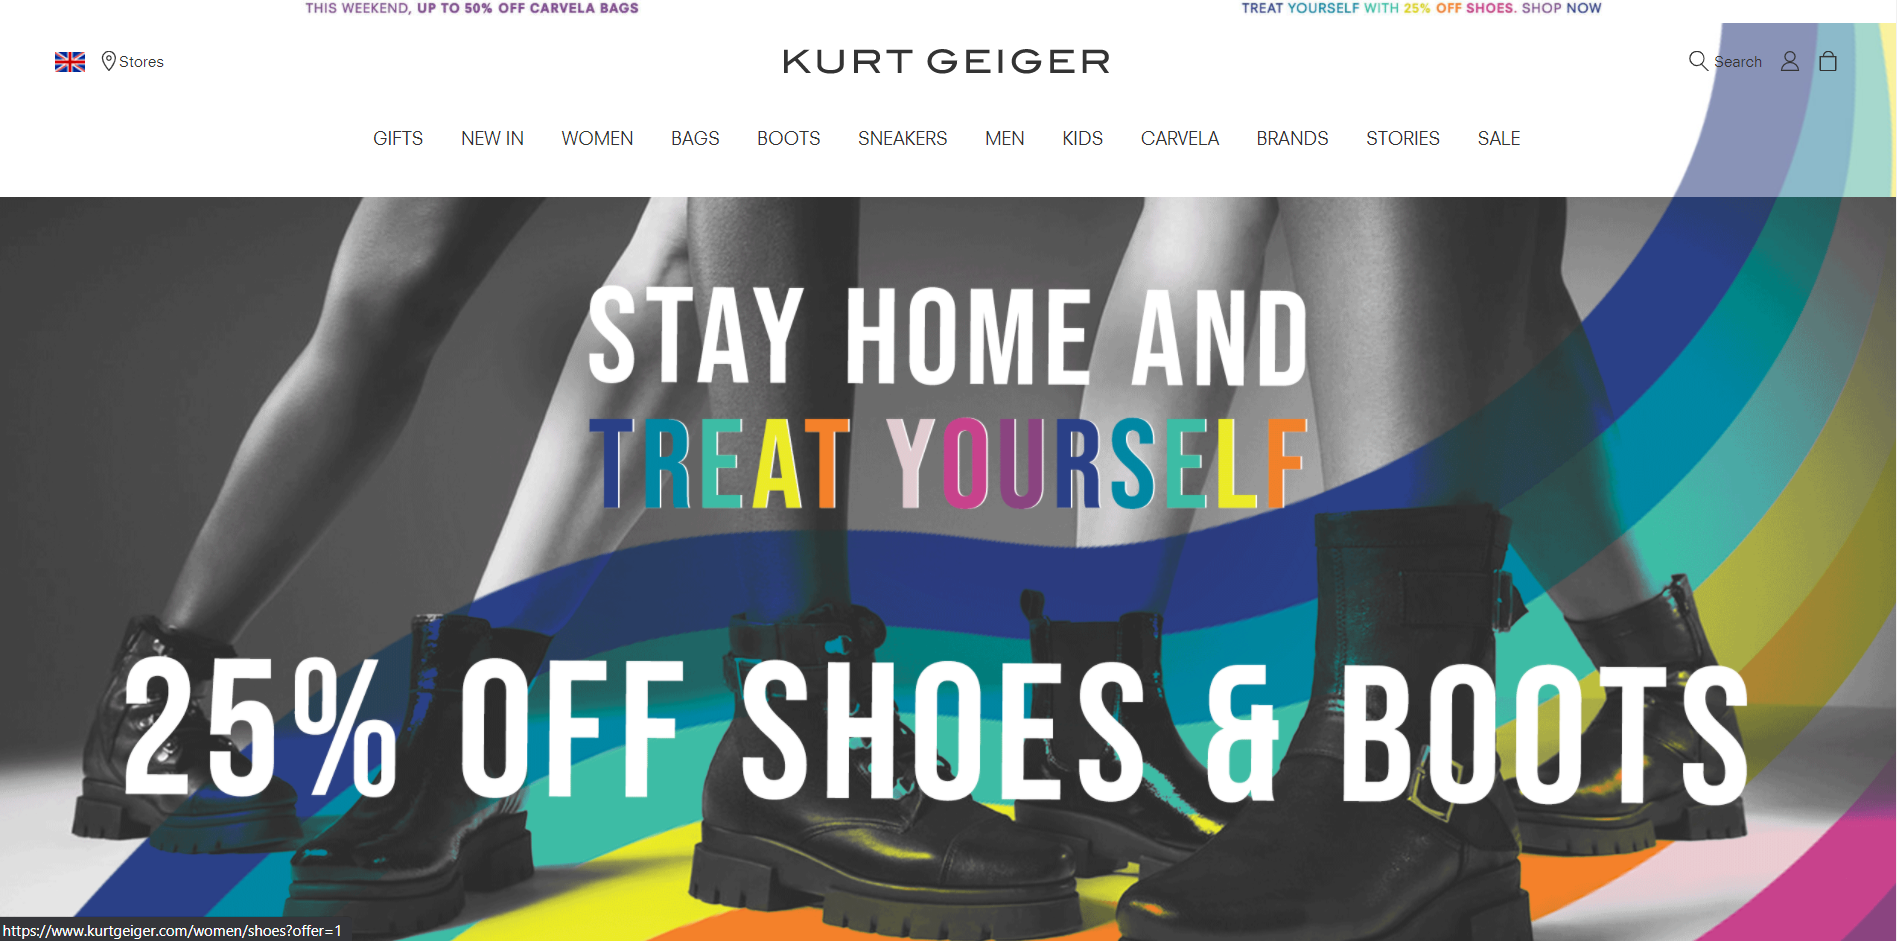 THIS WEEKEND, UP TO 50% OFF CARVELA BAGS
TREAT YOURSELF WITH 25% OFF SHOES. SHOP NOW
Stores
KURT GEIGER
Search
GIFTS NEW IN WOMEN BAGS BOOTS SNEAKERS MEN KIDS CARVELA BRANDS STORIES SALE
STAY HOME AND
TREAT YOURSELF
25% OFF SHOES & BOOTS
https://www.kurtgeiger.com/women/shoes?offer=1